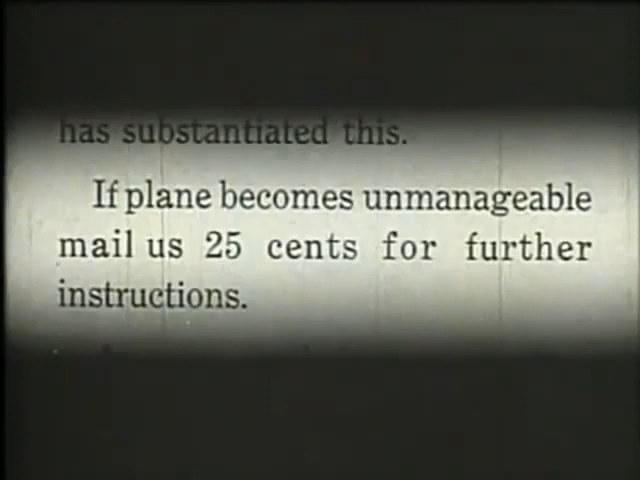 has substantiated this.
If plane becomes unmanageable
mail us 25 cents for further
instructions.